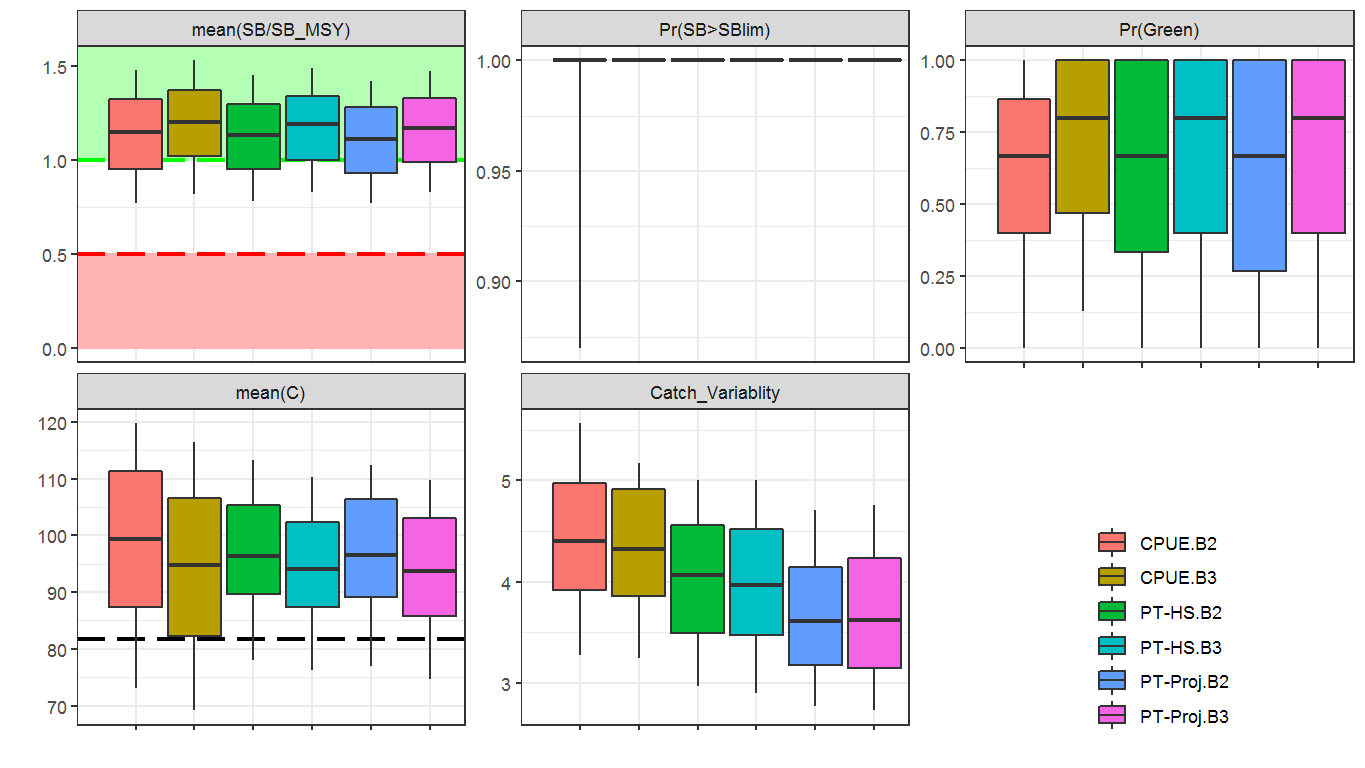 mean(SB/SB_MSY)
1.5
1.0
0.5
0.0
Pr(SB>SBlim)
1.00
0.95
0.90
Pr(Green)
1.00
0.75
0.50
0.25
0.00
mean(C)
120
110
100
90
80
70
Catch_Variablity
5
4
3
CPUE.B2
CPUE.B3
PT-HS.B2
PT-HS.B3
PT-Proj.B2
PT-Proj.B3